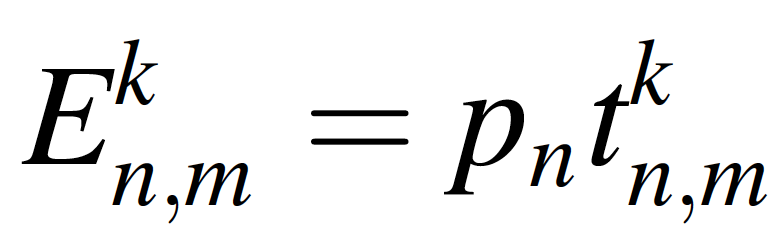 E^k_{n,m} = p_n t^k_{n,m}